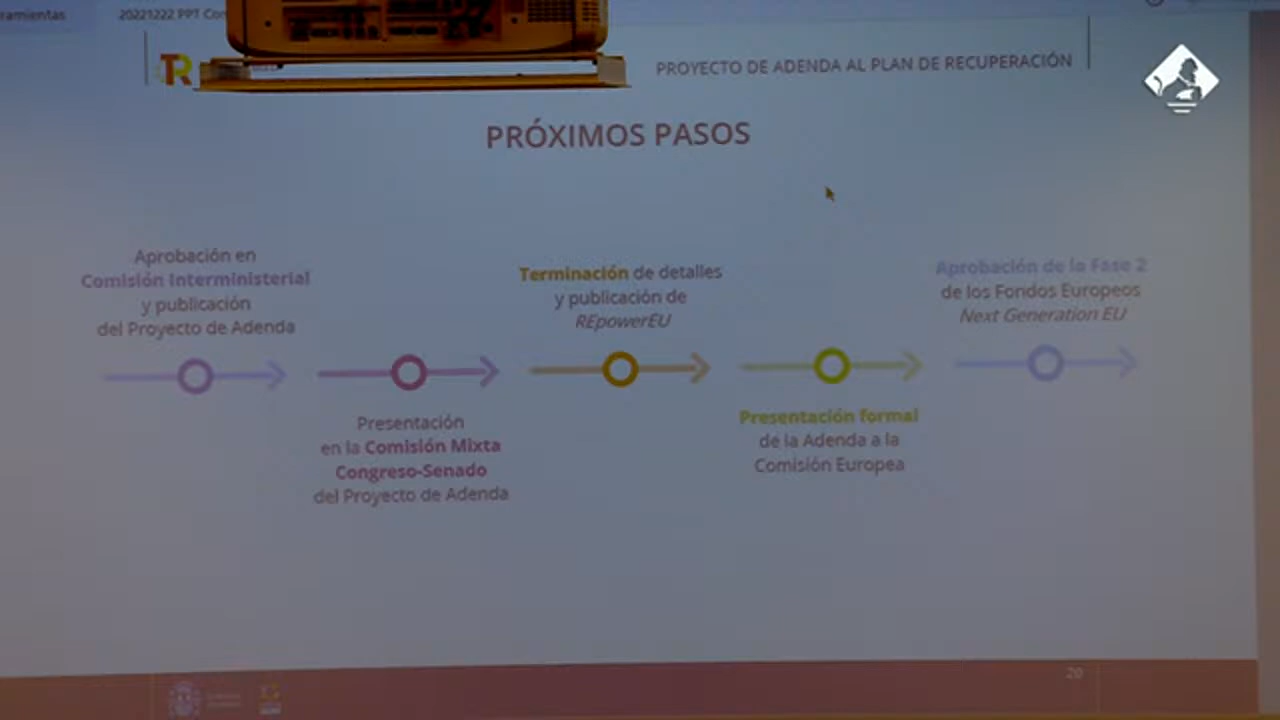 ramientas
20221222 PPT Con
TR
PROYECTO DE ADENDA AL PLAN DE RECUPERACIÓN
PRÓXIMOS PASOS
Aprobación en
Comisión Interministerial
y publicación
del Proyecto de Adenda
Presentación
en la Comisión Mixta
Congreso-Senado
del Proyecto de Adenda
Terminación de detalles
y publicación de
REpowerEU
Presentación formal
de la Adenda a la
Comisión Europea
Aprobación de la Fase 2
de los Fondos Europeos
Next Generation EU
20